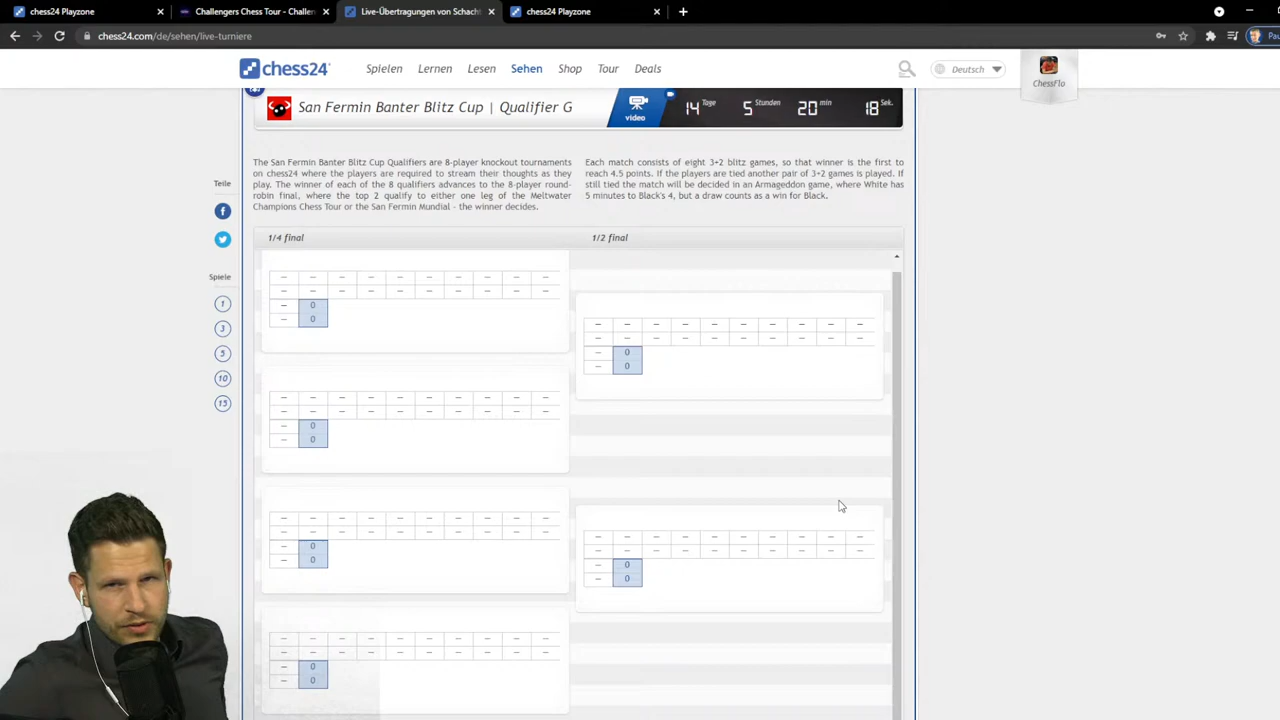 chess24 Playzone
Challengers Chess Tour - Challen
Live-Übertragungen von Schach
chess24 Playzone
chess24.com/de/sehen/live-turniere
Pau
chess24
Spielen
Lernen
Lesen
Sehen
Shop
Tour
Deals
Deutsch
ChessFlo
San Fermin Banter Blitz Cup | Qualifier G
video
14 Tage 5 Stunden 20 min 18 Sek.
The San Fermin Banter Blitz Cup Qualifiers are 8-player knockout tournaments
on chess24 where the players are required to stream their thoughts as they
play. The winner of each of the 8 qualifiers advances to the 8-player round-
robin final, where the top 2 qualify to either one leg of the Meltwater
Champions Chess Tour or the San Fermin Mundial - the winner decides.
Each match consists of eight 3+2 blitz games, so that winner is the first to
reach 4.5 points. If the players are tied another pair of 3+2 games is played. If
still tied the match will be decided in an Armageddon game, where White has
5 minutes to Black's 4, but a draw counts as a win for Black.
Teile
Spiele
1
3
5
10
15
1/4 final
– – – – – – – – – –
– – – – – – – – – –
– 0
– 0
– – – – – – – – – –
– – – – – – – – – –
– 0
– 0
– – – – – – – – – –
– – – – – – – – – –
– 0
– 0
– – – – – – – – – –
– – – – – – – – – –
– 0
– 0
1/2 final
– – – – – – – – – –
– – – – – – – – – –
– 0
– 0
– – – – – – – – – –
– – – – – – – – – –
– 0
– 0